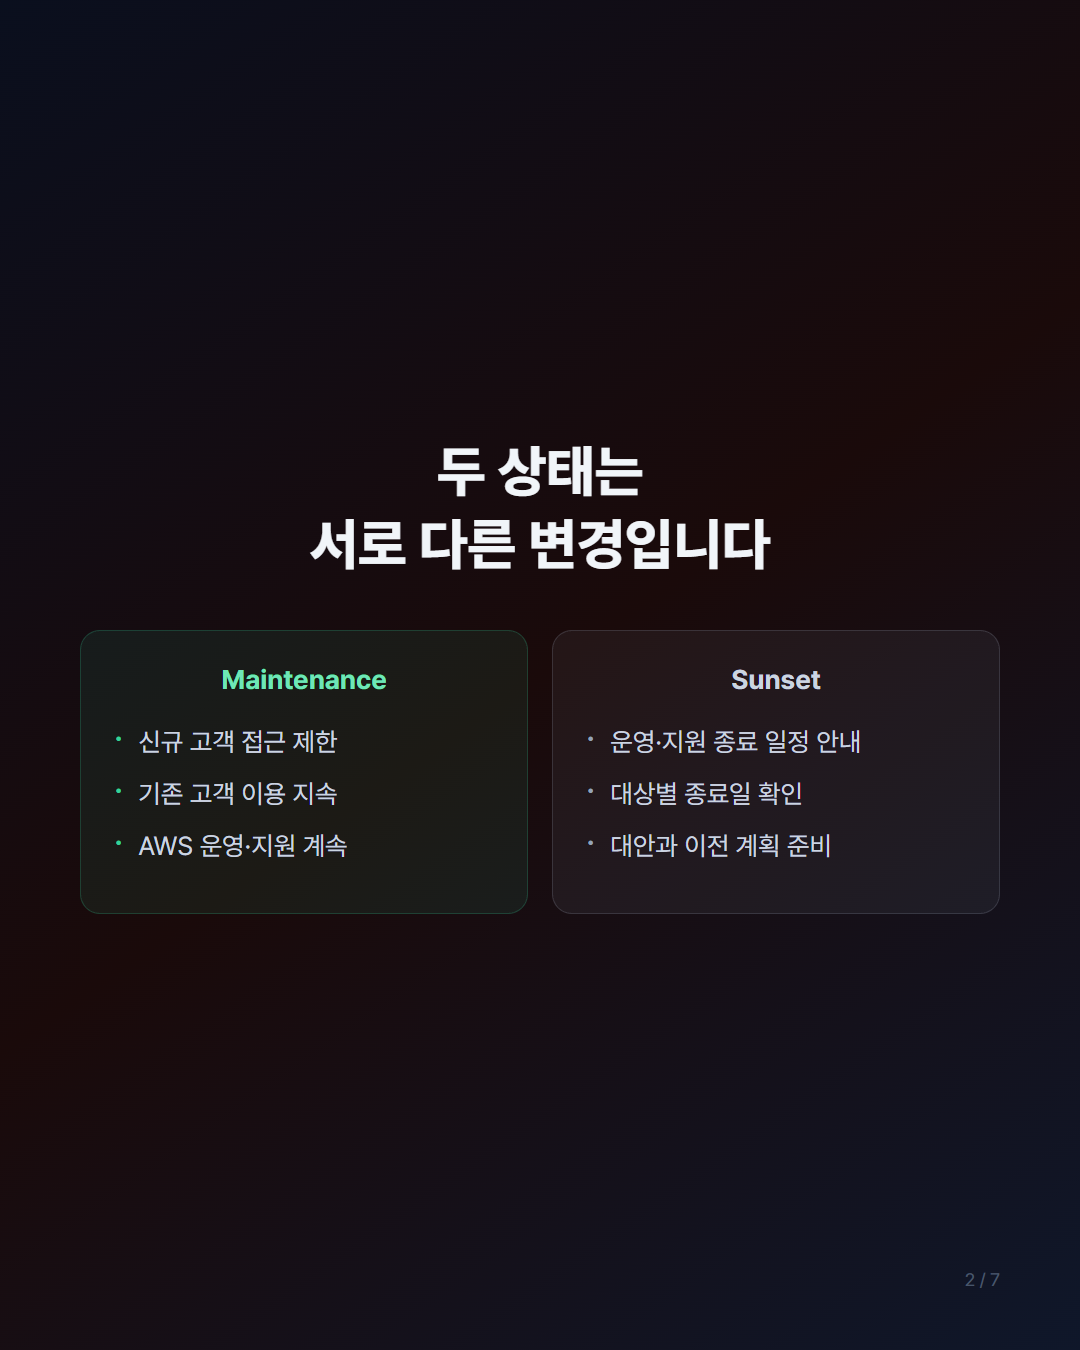 두 상태는
서로 다른 변경입니다
Maintenance
· 신규 고객 접근 제한
· 기존 고객 이용 지속
· AWS 운영·지원 계속
Sunset
· 운영·지원 종료 일정 안내
· 대상별 종료일 확인
· 대안과 이전 계획 준비
2 / 7